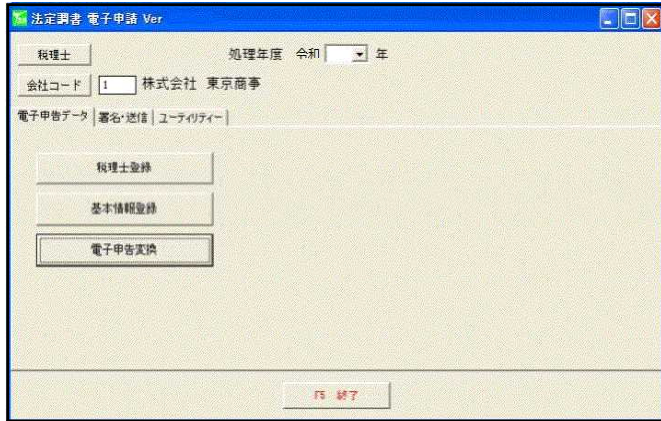 法定調書 電子申請 Ver
税理士 処理年度 令和 年
会社コード 1 株式会社 東京商事
電子申告データ 署名・送信 ユーティリティー
税理士登録
基本情報登録
電子申告変換
F5 終了